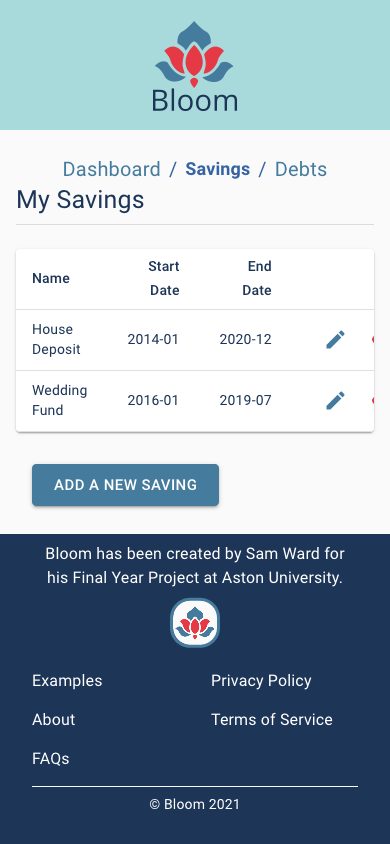 Bloom
Dashboard / Savings / Debts
My Savings
Name Start Date End Date
House Deposit 2014-01 2020-12
Wedding Fund 2016-01 2019-07
ADD A NEW SAVING
Bloom has been created by Sam Ward for
his Final Year Project at Aston University.
Examples Privacy Policy
About Terms of Service
FAQs
© Bloom 2021